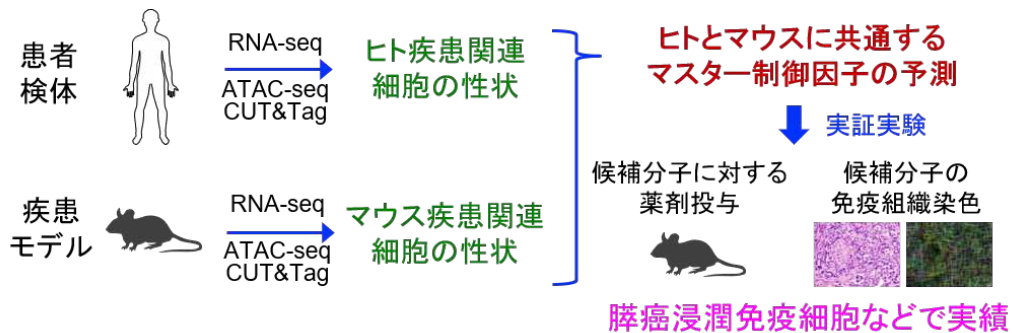 患者
検体
RNA-seq
ATAC-seq
CUT&Tag
ヒト疾患関連
細胞の性状
疾患
モデル
RNA-seq
ATAC-seq
CUT&Tag
マウス疾患関連
細胞の性状
ヒトとマウスに共通する
マスター制御因子の予測
実証実験
候補分子に対する
薬剤投与
候補分子の
免疫組織染色
膵癌浸潤免疫細胞などで実績